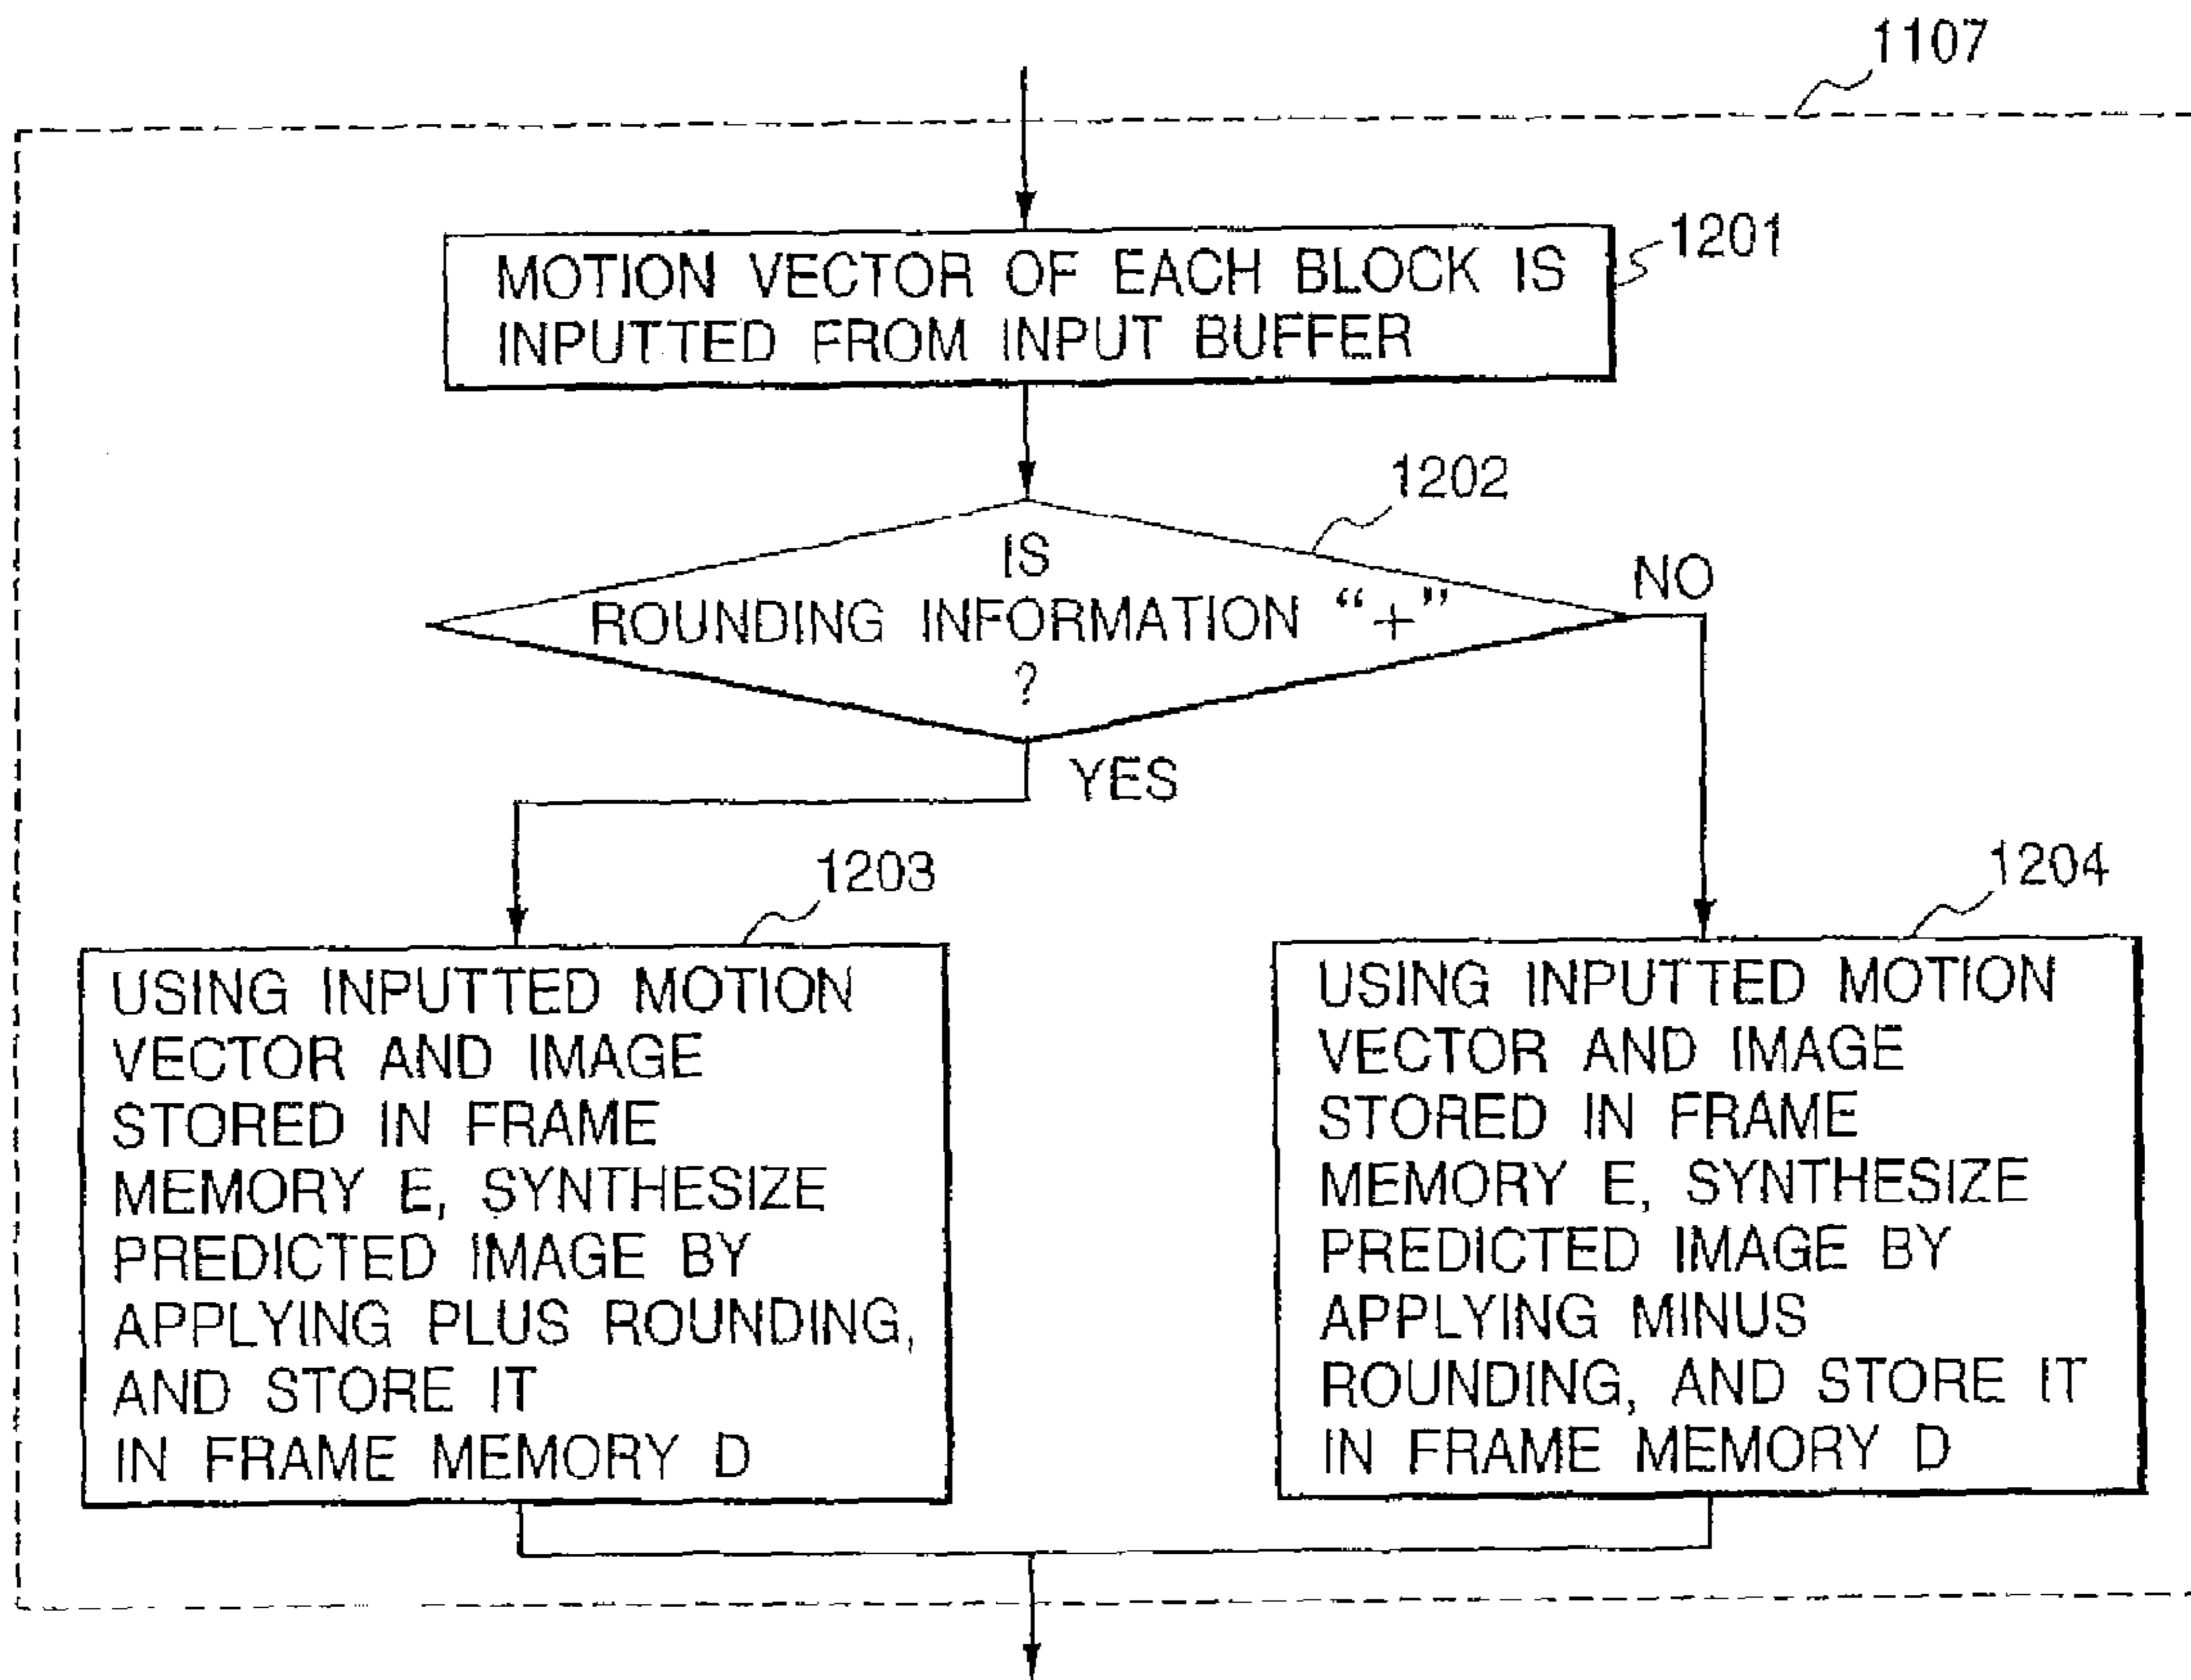 1107
MOTION VECTOR OF EACH BLOCK IS
INPUTTED FROM INPUT BUFFER
1201
1202
IS
ROUNDING INFORMATION “+”
?
NO
YES
1203
USING INPUTTED MOTION
VECTOR AND IMAGE
STORED IN FRAME
MEMORY E, SYNTHESIZE
PREDICTED IMAGE BY
APPLYING PLUS ROUNDING,
AND STORE IT
IN FRAME MEMORY D
1204
USING INPUTTED MOTION
VECTOR AND IMAGE
STORED IN FRAME
MEMORY E, SYNTHESIZE
PREDICTED IMAGE BY
APPLYING MINUS
ROUNDING, AND STORE IT
IN FRAME MEMORY D